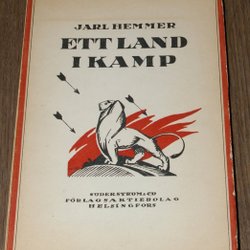 JARL HEMMER
ETT LAND
I KAMP
SÖDERSTRÖM & CO
FÖRLAGSAKTIEBOLAG
HELSINGFORS